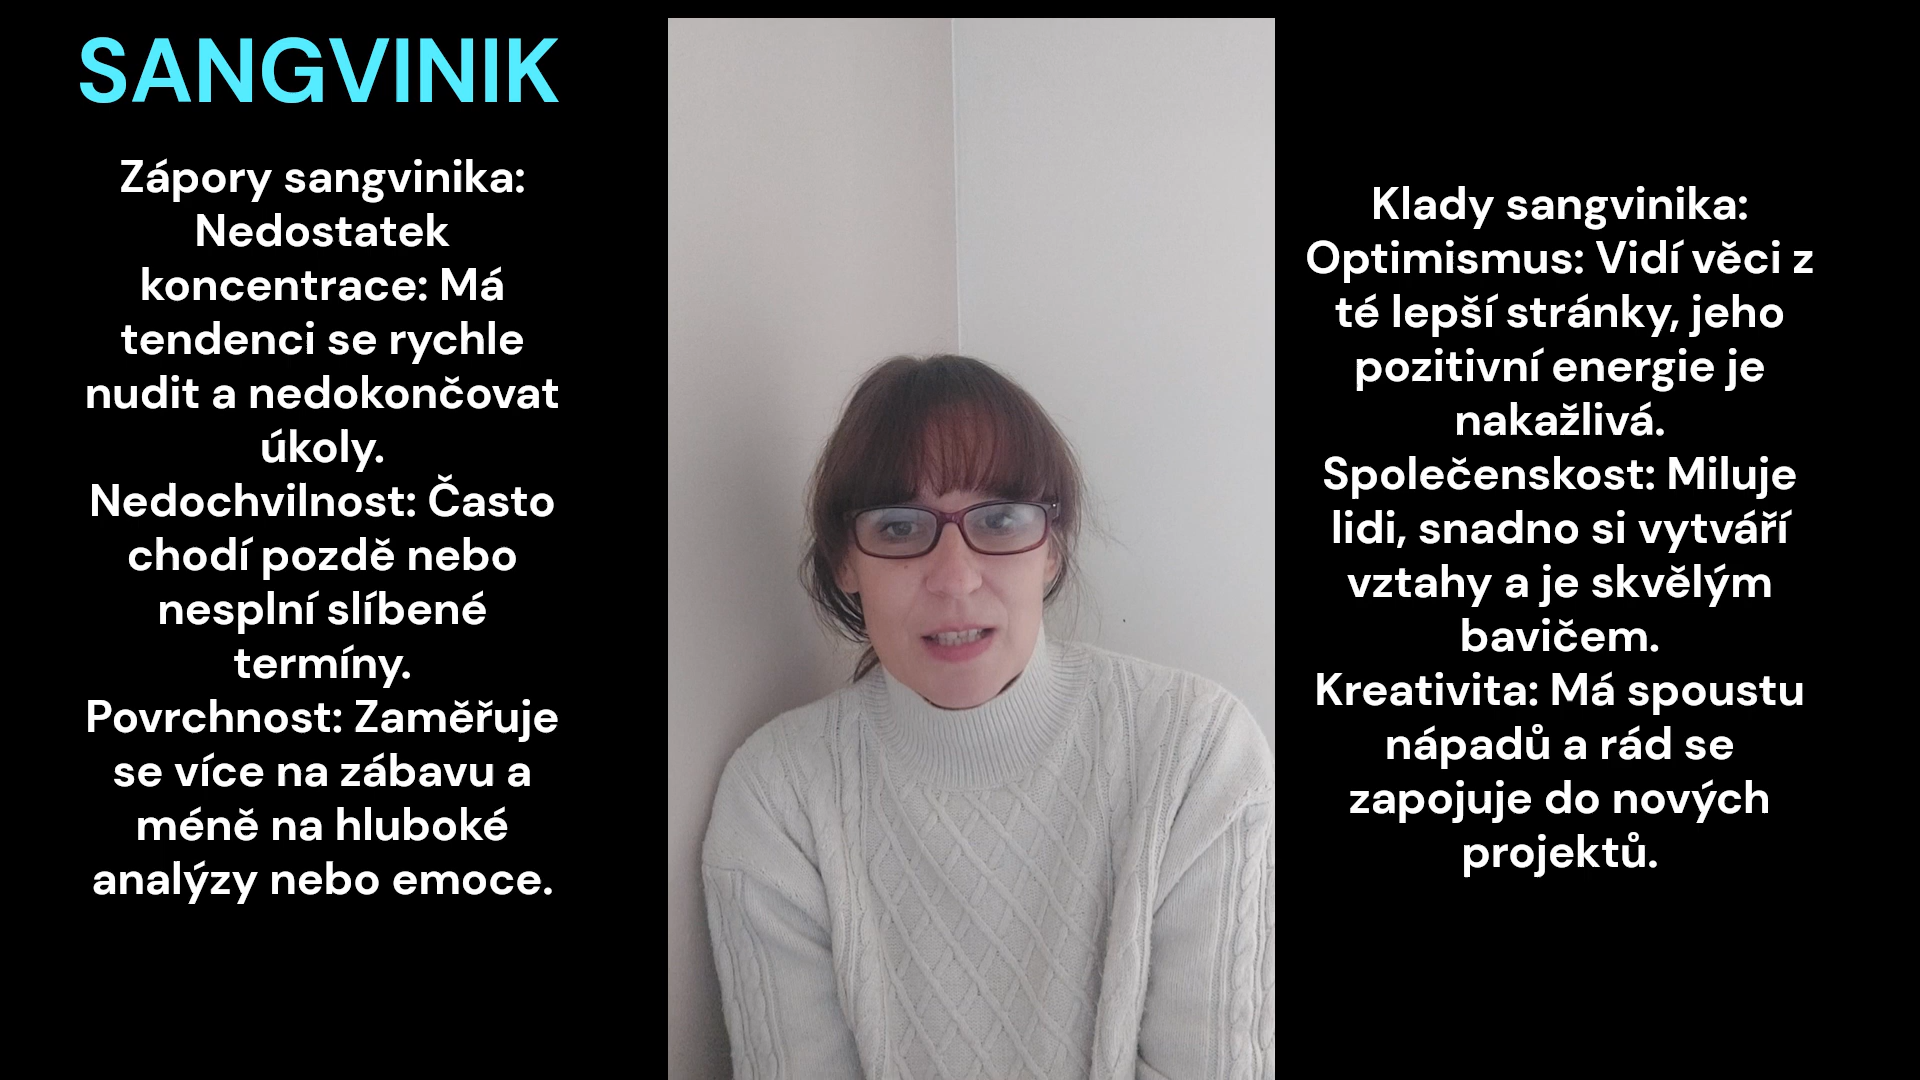 SANGVINIK
Zápory sangvinika:
Nedostatek
koncentrace: Má
tendenci se rychle
nudit a nedokončovat
úkoly.
Nedochvilnost: Často
chodí pozdě nebo
nesplní slíbené
termíny.
Povrchnost: Zaměřuje
se více na zábavu a
méně na hluboké
analýzy nebo emoce.
Klady sangvinika:
Optimismus: Vidí věci z
té lepší stránky, jeho
pozitivní energie je
nakažlivá.
Společenskost: Miluje
lidi, snadno si vytváří
vztahy a je skvělým
bavičem.
Kreativita: Má spoustu
nápadů a rád se
zapojuje do nových
projektů.